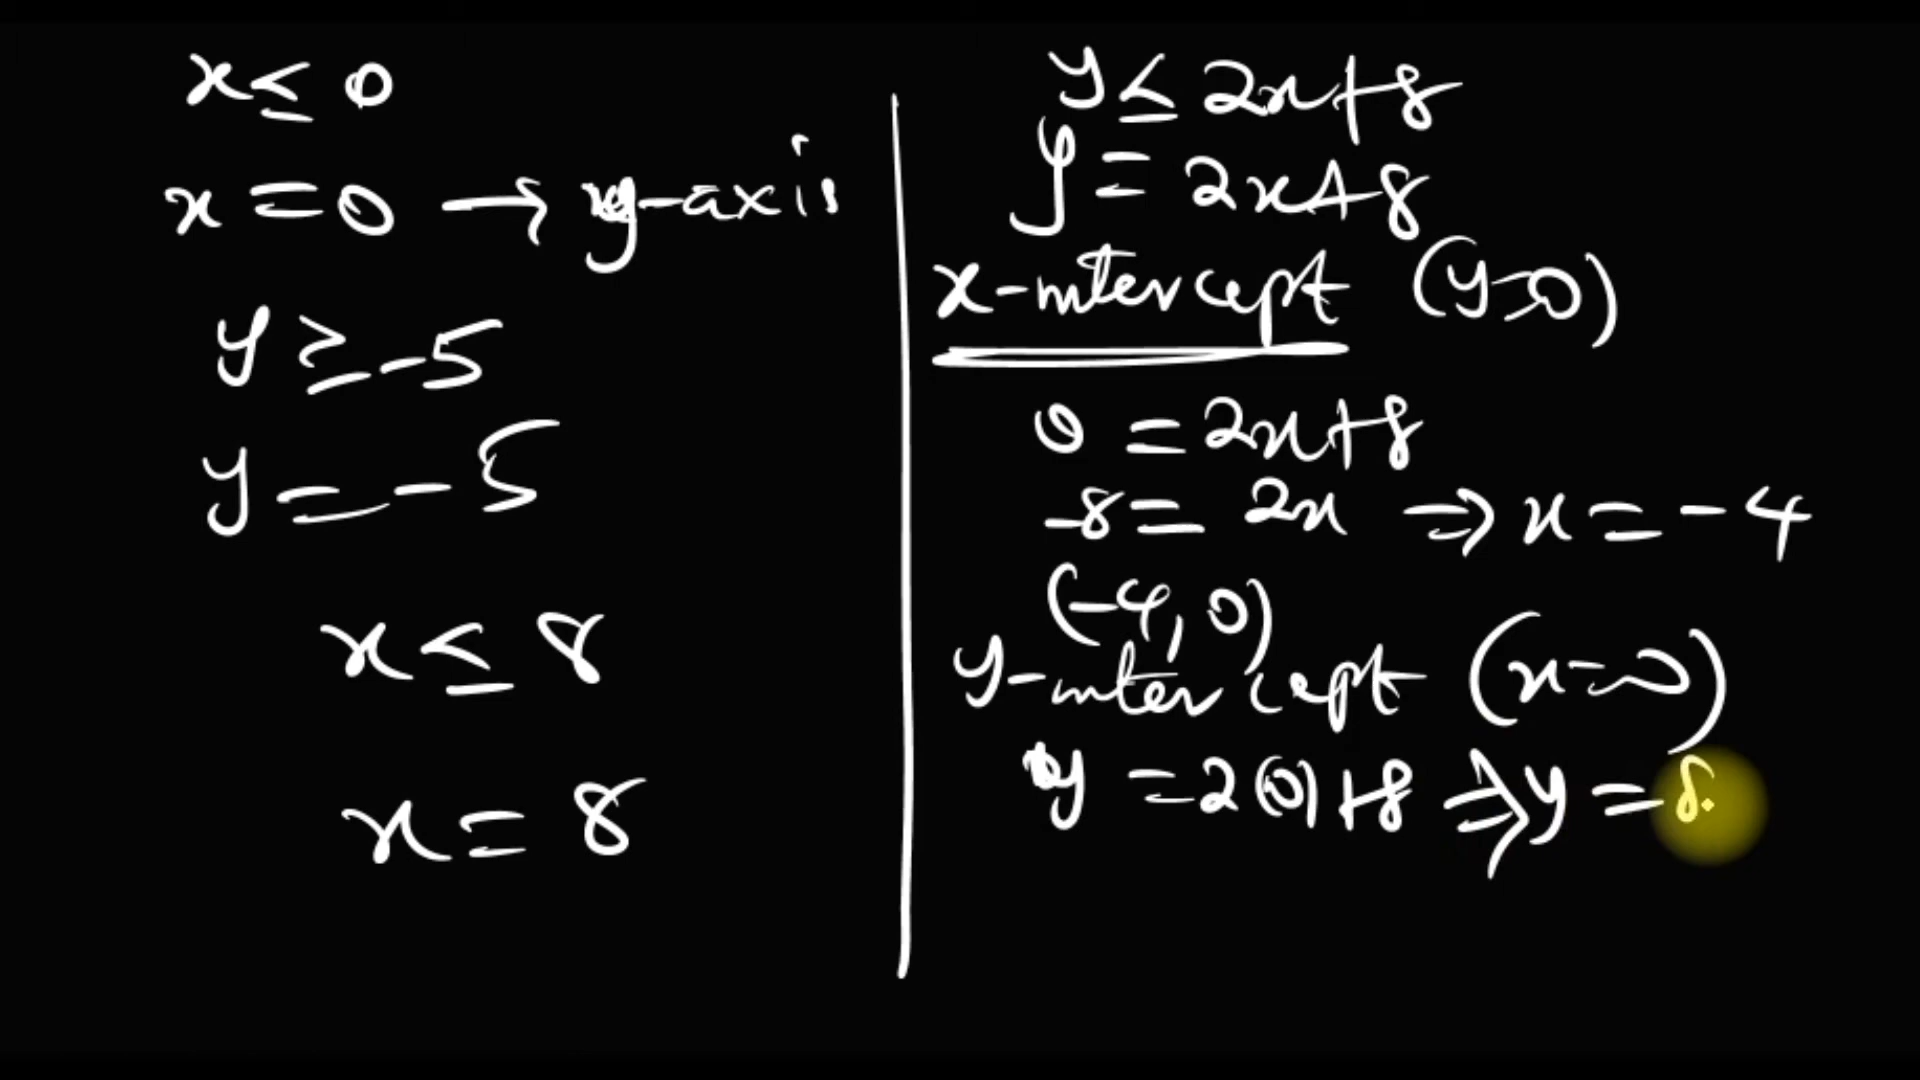 x ≤ 0
x = 0 → y-axis
y ≥ -5
y = -5
x ≤ 8
x = 8
y ≤ 2x+8
y = 2x+8
x-intercept (y=0)
0 = 2x+8
-8 = 2x ⇒ x = -4
(-4, 0)
y-intercept (x=0)
y = 2(0)+8 ⇒ y = 8